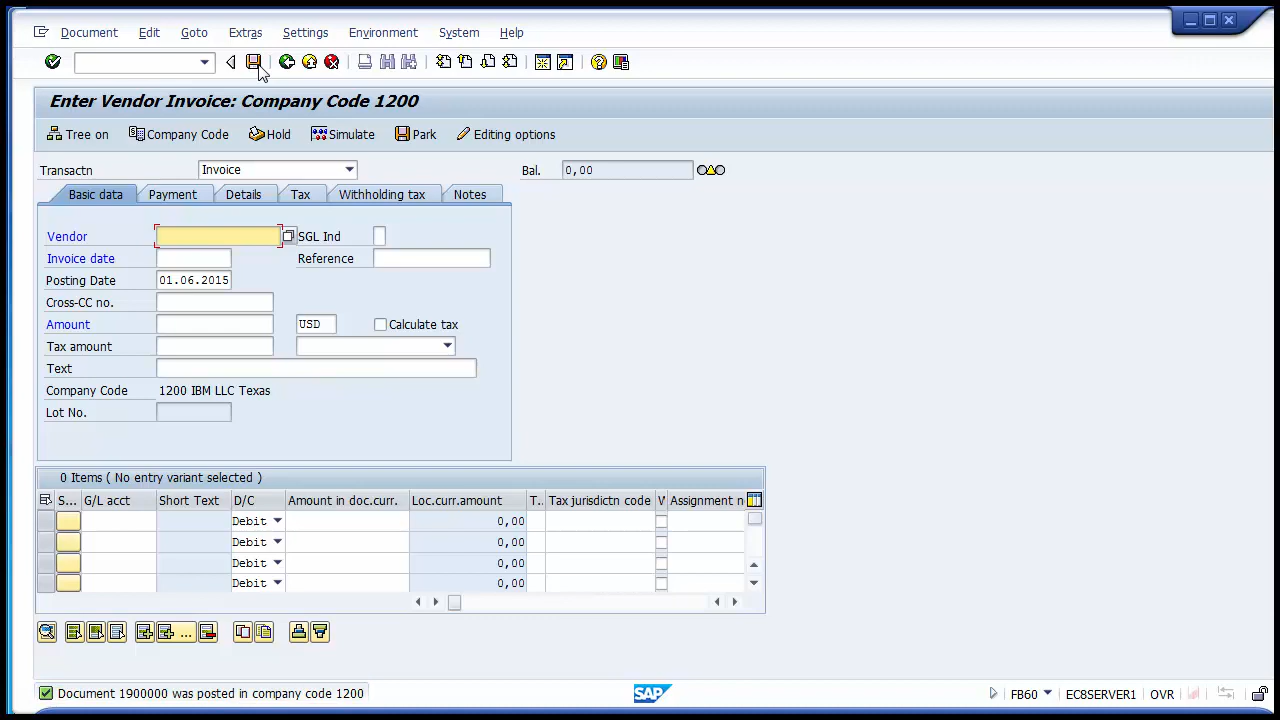 Document Edit Goto Extras Settings Environment System Help
Enter Vendor Invoice: Company Code 1200
Tree on Company Code Hold Simulate Park Editing options
Transactn Invoice Bal. 0,00
Basic data Payment Details Tax Withholding tax Notes
Vendor SGL Ind
Invoice date Reference
Posting Date 01.06.2015
Cross-CC no.
Amount USD Calculate tax
Tax amount
Text
Company Code 1200 IBM LLC Texas
Lot No.
0 Items ( No entry variant selected )
S... G/L acct Short Text D/C Amount in doc.curr. Loc.curr.amount T.. Tax jurisdictn code V Assignment n
Debit 0,00
Debit 0,00
Debit 0,00
Debit 0,00
...
Document 1900000 was posted in company code 1200 SAP FB60 EC8SERVER1 OVR